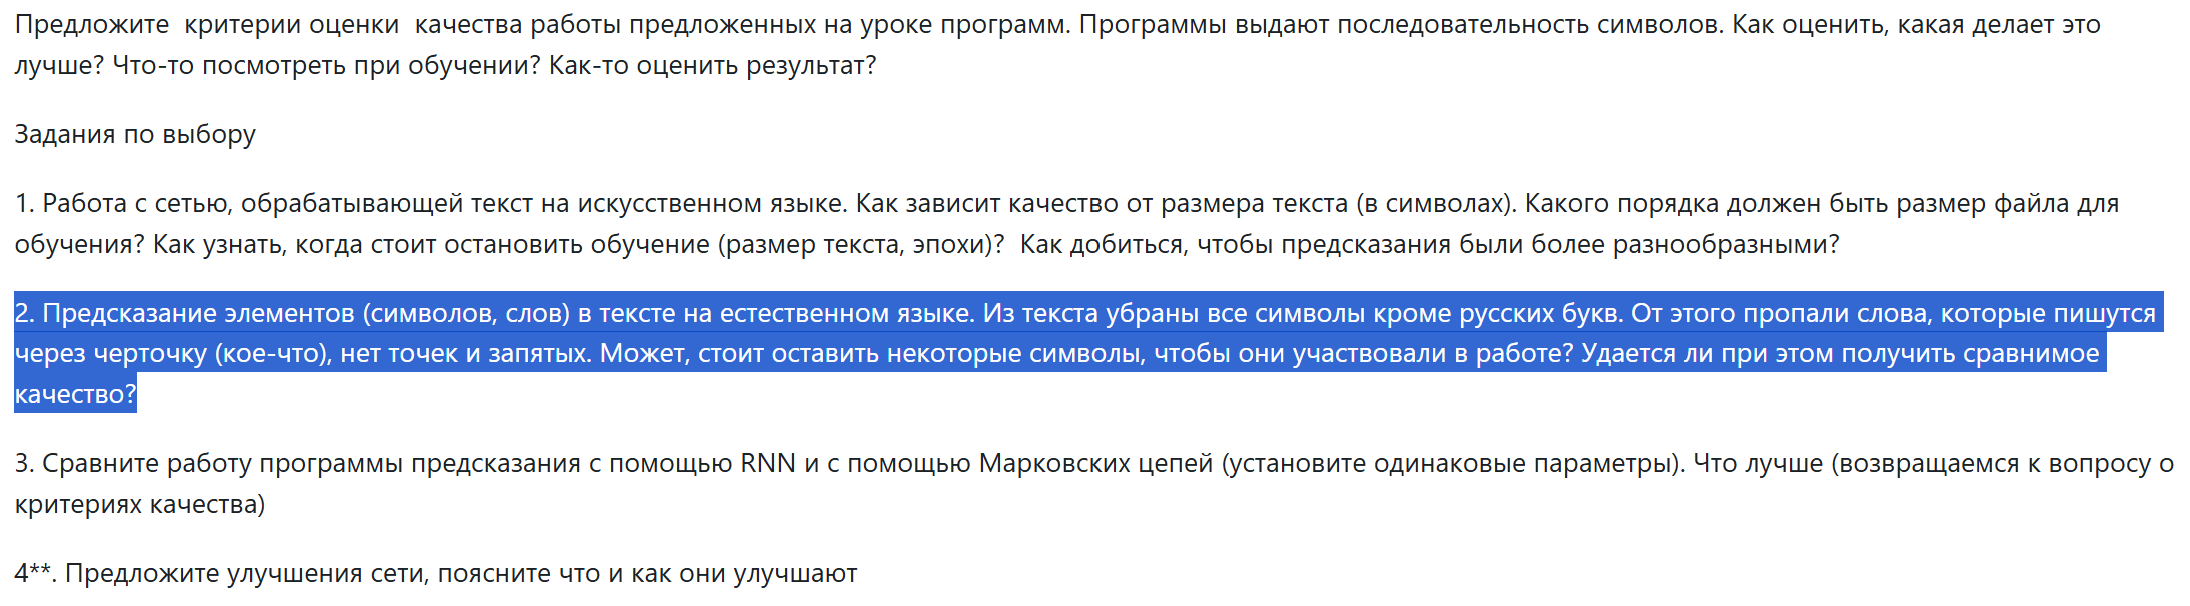 Предложите  критерии оценки  качества работы предложенных на уроке программ. Программы выдают последовательность символов. Как оценить, какая делает это
лучше? Что-то посмотреть при обучении? Как-то оценить результат?
Задания по выбору
1. Работа с сетью, обрабатывающей текст на искусственном языке. Как зависит качество от размера текста (в символах). Какого порядка должен быть размер файла для
обучения? Как узнать, когда стоит остановить обучение (размер текста, эпохи)?  Как добиться, чтобы предсказания были более разнообразными?
2. Предсказание элементов (символов, слов) в тексте на естественном языке. Из текста убраны все символы кроме русских букв. От этого пропали слова, которые пишутся
через черточку (кое-что), нет точек и запятых. Может, стоит оставить некоторые символы, чтобы они участвовали в работе? Удается ли при этом получить сравнимое
качество?
3. Сравните работу программы предсказания с помощью RNN и с помощью Марковских цепей (установите одинаковые параметры). Что лучше (возвращаемся к вопросу о
критериях качества)
4**. Предложите улучшения сети, поясните что и как они улучшают